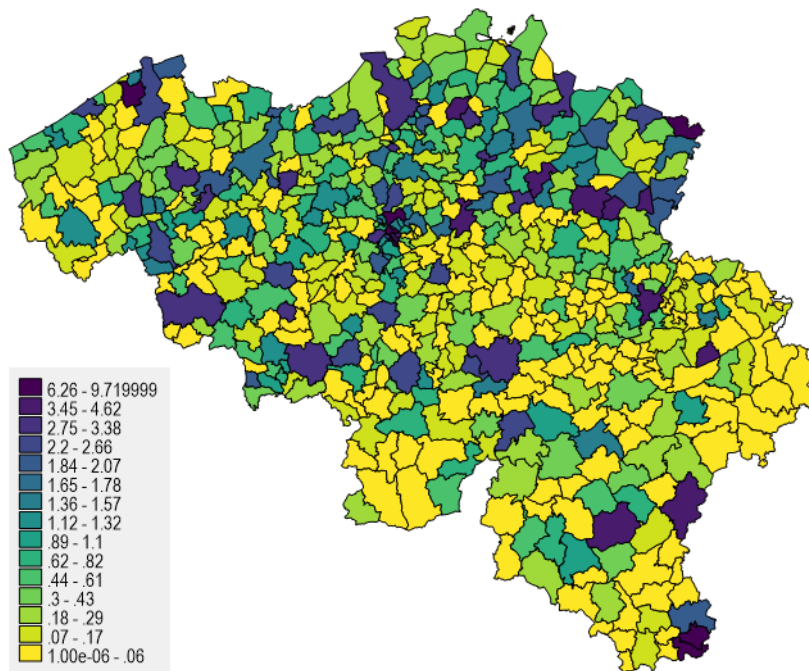 6.26 - 9.719999
3.45 - 4.62
2.75 - 3.38
2.2 - 2.66
1.84 - 2.07
1.65 - 1.78
1.36 - 1.57
1.12 - 1.32
.89 - 1.1
.62 - .82
.44 - .61
.3 - .43
.18 - .29
.07 - .17
1.00e-06 - .06